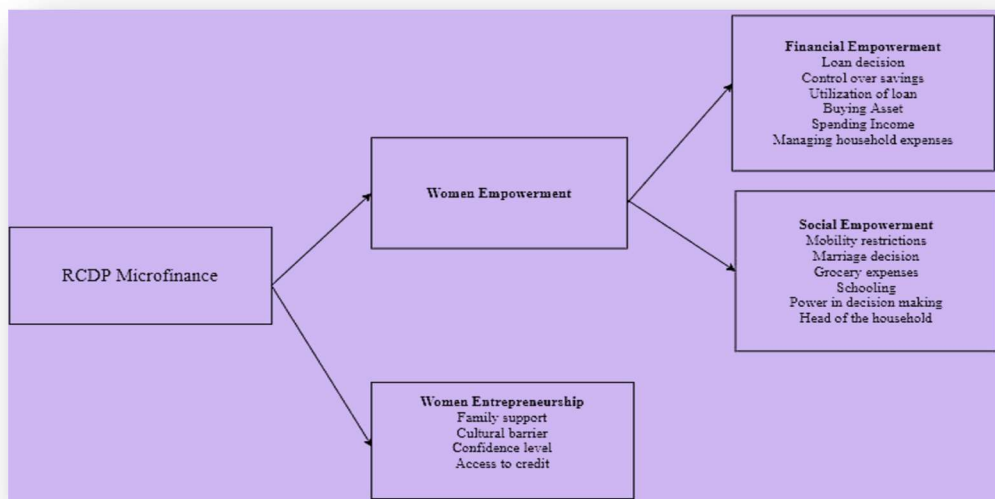 RCDP Microfinance
Women Empowerment
Financial Empowerment
Loan decision
Control over savings
Utilization of loan
Buying Asset
Spending Income
Managing household expenses
Social Empowerment
Mobility restrictions
Marriage decision
Grocery expenses
Schooling
Power in decision making
Head of the household
Women Entrepreneurship
Family support
Cultural barrier
Confidence level
Access to credit